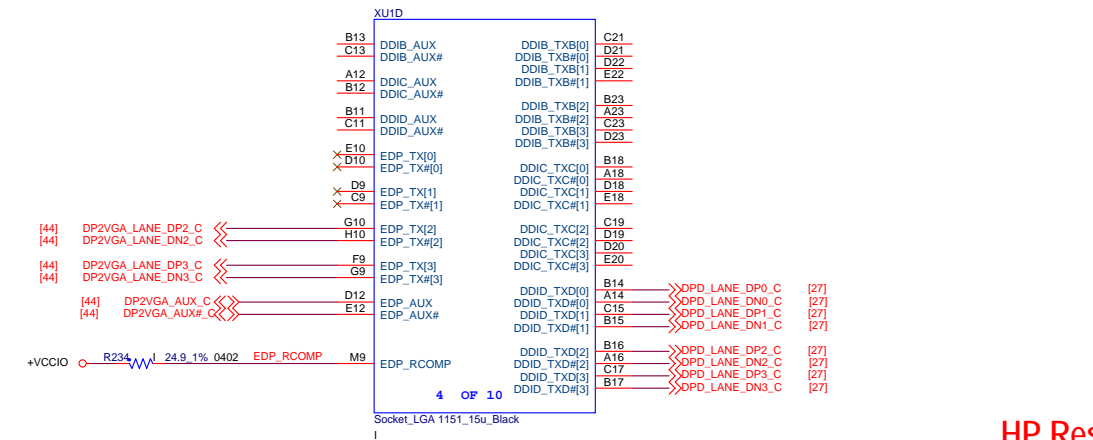 XU1D
B13 DDIB_AUX DDIB_TXB[0] C21
C13 DDIB_AUX# DDIB_TXB#[0] D21
DDIB_TXB[1] D22
A12 DDIC_AUX DDIB_TXB#[1] E22
B12 DDIC_AUX#
DDIB_TXB[2] B23
B11 DDID_AUX DDIB_TXB#[2] A23
C11 DDID_AUX# DDIB_TXB[3] C23
DDIB_TXB#[3] D23
E10 EDP_TX[0]
D10 EDP_TX#[0] DDIC_TXC[0] B18
DDIC_TXC#[0] A18
D9 EDP_TX[1] DDIC_TXC[1] D18
C9 EDP_TX#[1] DDIC_TXC#[1] E18
[44] DP2VGA_LANE_DP2_C G10 EDP_TX[2] DDIC_TXC[2] C19
[44] DP2VGA_LANE_DN2_C H10 EDP_TX#[2] DDIC_TXC#[2] D19
DDIC_TXC[3] D20
[44] DP2VGA_LANE_DP3_C F9 EDP_TX[3] DDIC_TXC#[3] E20
[44] DP2VGA_LANE_DN3_C G9 EDP_TX#[3]
DDID_TXD[0] B14 DPD_LANE_DP0_C [27]
[44] DP2VGA_AUX_C D12 EDP_AUX DDID_TXD#[0] A14 DPD_LANE_DN0_C [27]
[44] DP2VGA_AUX#_C E12 EDP_AUX# DDID_TXD[1] C15 DPD_LANE_DP1_C [27]
DDID_TXD#[1] B15 DPD_LANE_DN1_C [27]
DDID_TXD[2] B16 DPD_LANE_DP2_C [27]
+VCCIO R234 I 24.9_1% 0402 EDP_RCOMP M9 EDP_RCOMP DDID_TXD#[2] A16 DPD_LANE_DN2_C [27]
DDID_TXD[3] C17 DPD_LANE_DP3_C [27]
DDID_TXD#[3] B17 DPD_LANE_DN3_C [27]
4 OF 10
Socket_LGA 1151_15u_Black
I
HP Res